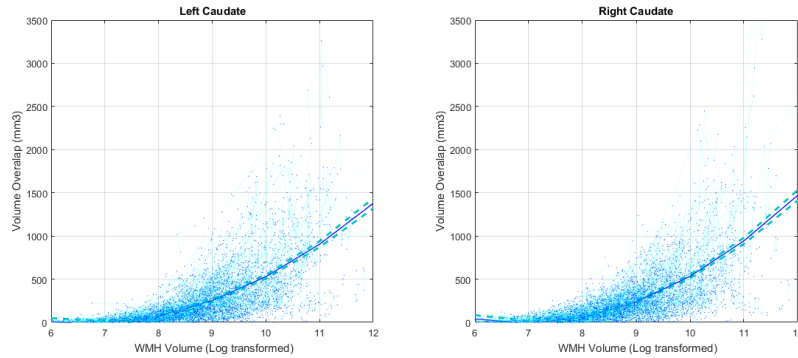 Left Caudate
3500
3000
2500
2000
1500
1000
500
0
6 7 8 9 10 11 12
Volume Overalap (mm3)
WMH Volume (Log transformed)
Right Caudate
3500
3000
2500
2000
1500
1000
500
0
6 7 8 9 10 11 1
Volume Overalap (mm3)
WMH Volume (Log transformed)